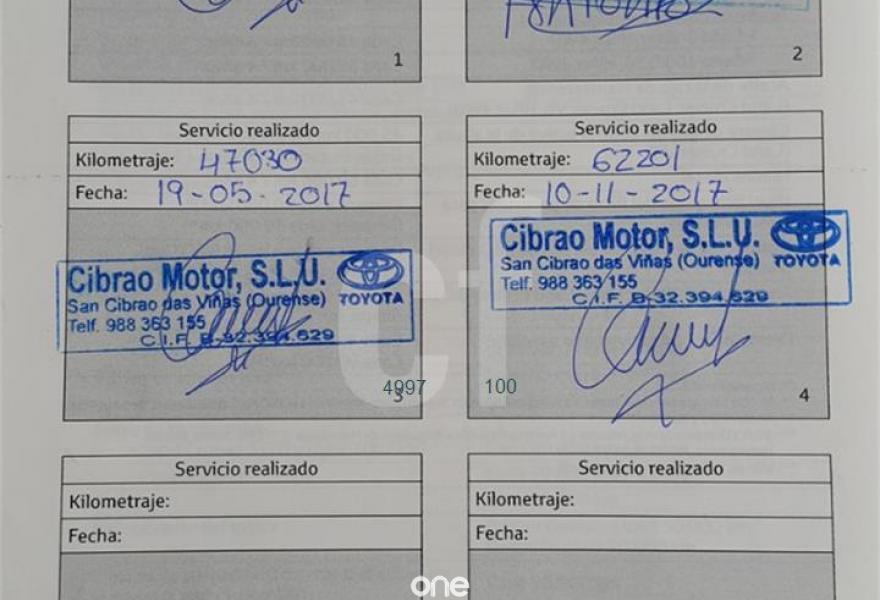 Antonio
1
2
Servicio realizado
Kilometraje: 47030
Fecha: 19-05-2017
Cibrao Motor, S.L.U.
San Cibrao das Viñas (Ourense)
TOYOTA
Telf. 988 363 155
C.I.F. B-32.394.529
3
Servicio realizado
Kilometraje: 62201
Fecha: 10-11-2017
Cibrao Motor, S.L.U.
San Cibrao das Viñas (Ourense)
TOYOTA
Telf. 988 363 155
C.I.F. B-32.394.529
4
4997
100
cf
Servicio realizado
Kilometraje:
Fecha:
Servicio realizado
Kilometraje:
Fecha:
one